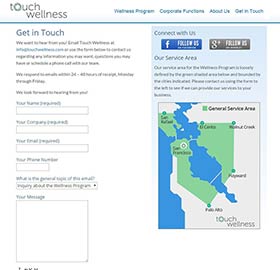 touch
wellness
Wellness Program Corporate Functions About Us Get in Touch
Get in Touch
We want to hear from you! Email Touch Wellness at
info@touchwellness.com or use the form below to contact us
regarding any information you may want, questions you may
have or schedule a phone call with our team.
We respond to emails within 24 – 48 hours of receipt, Monday
through Friday.
We look forward to hearing from you!
Your Name (required)
Your Company (required)
Your Email (required)
Your Phone Number
What is the general topic of this email?
Inquiry about the Wellness Program
Your Message
Connect with Us
f FOLLOW US
g+ FOLLOW US
Our Service Area
Our service area for the Wellness Program is loosely
defined by the green shaded area below and bounded by
the cities indicated. Please contact us using the form to
the left to see if we can provide our services to your
business.
General Service Area
San
Rafael
El Cerrito
Walnut Creek
San
Francisco
Hayward
Palo Alto
touch
wellness